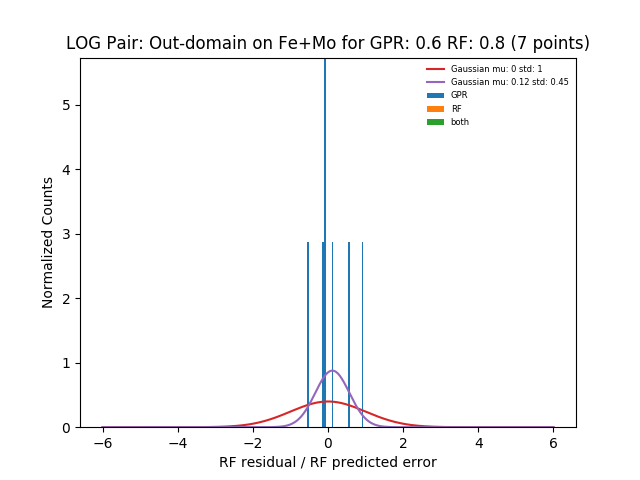 LOG Pair: Out-domain on Fe+Mo for GPR: 0.6 RF: 0.8 (7 points)
Gaussian mu: 0 std: 1
Gaussian mu: 0.12 std: 0.45
GPR
RF
both
Normalized Counts
5
4
3
2
1
0
−6 −4 −2 0 2 4 6
RF residual / RF predicted error